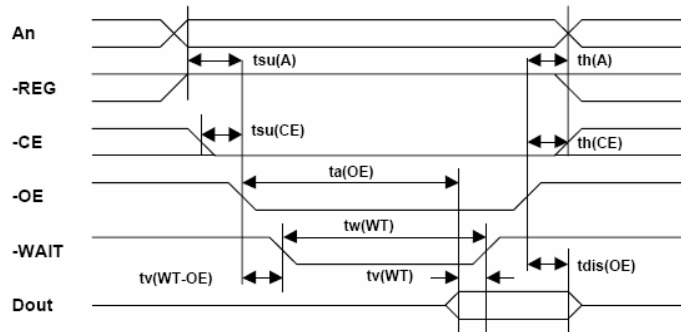 An
tsu(A)
th(A)
-REG
tsu(CE)
-CE
th(CE)
ta(OE)
-OE
tw(WT)
-WAIT
tv(WT-OE)
tv(WT)
tdis(OE)
Dout